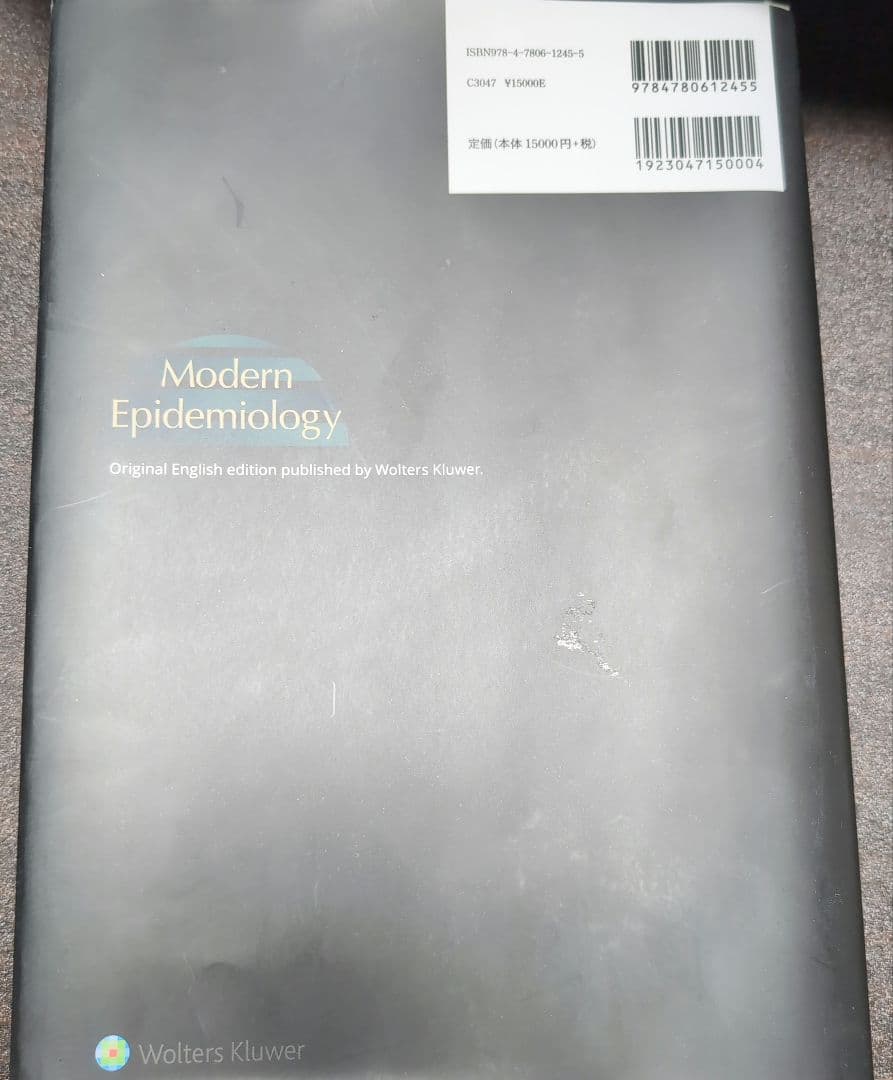 ISBN978-4-7806-1245-5
C3047 ¥15000E
定価(本体 15000円+税)
9784780612455
1923047150004
Modern
Epidemiology
Original English edition published by Wolters Kluwer.
Wolters Kluwer